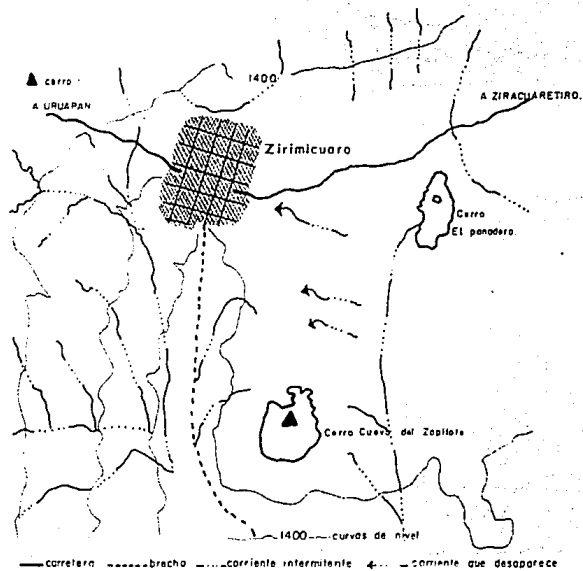 1400
cerro
A URUAPAN
A ZIRACUARETIRO.
Zirimicuaro
Cerro
El panadero.
Cerro Cueva del Zopilote
1400 curvas de nivel
carretera brecha corriente intermitente corriente que desaparece